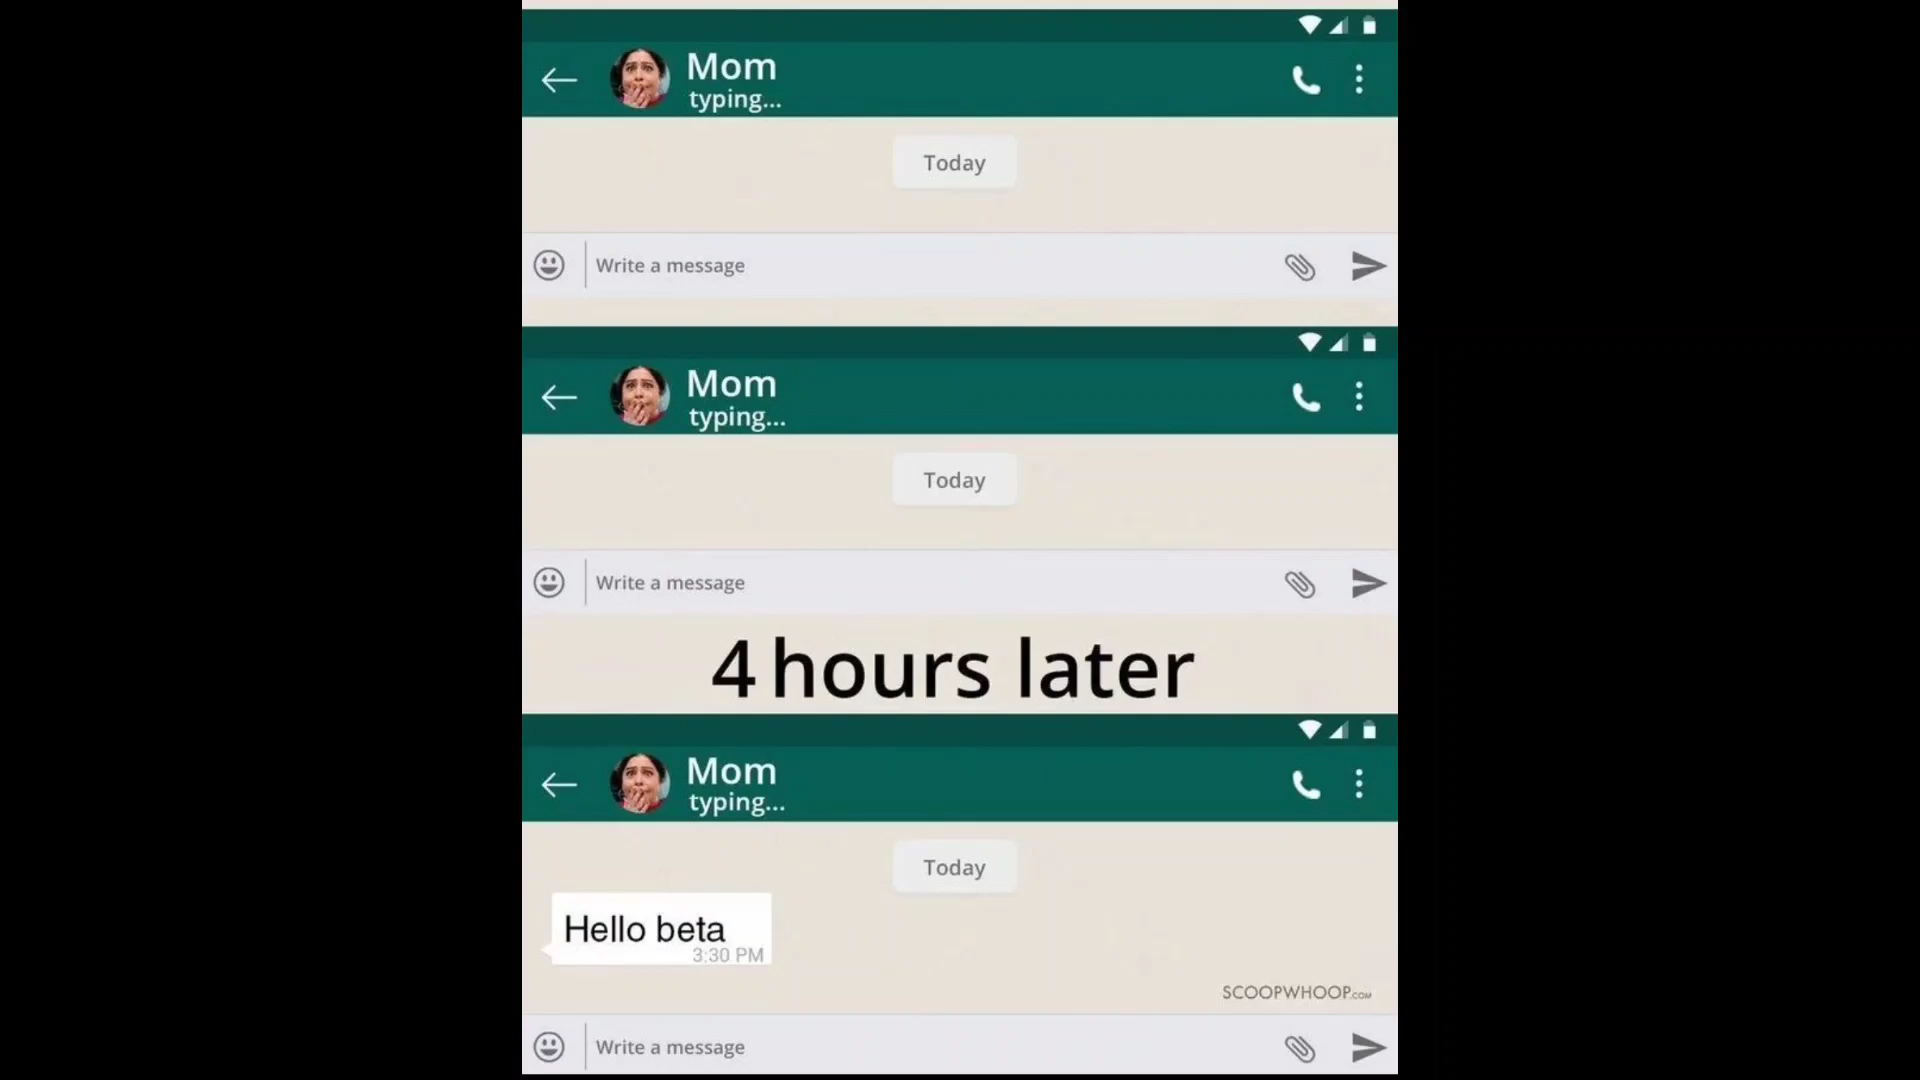 Mom
typing...
Today
Write a message
Mom
typing...
Today
Write a message
4 hours later
Mom
typing...
Today
Hello beta
3:30 PM
SCOOPWHOOP.COM
Write a message